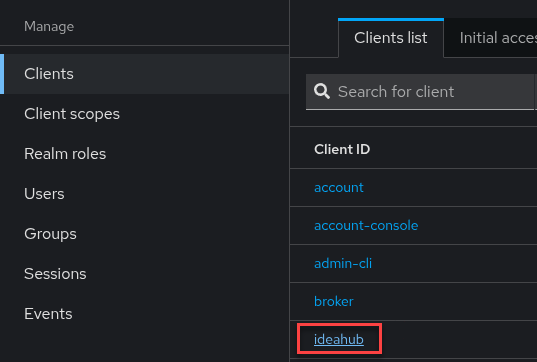 Manage
Clients
Client scopes
Realm roles
Users
Groups
Sessions
Events
Clients list
Initial acces
Search for client
Client ID
account
account-console
admin-cli
broker
ideahub